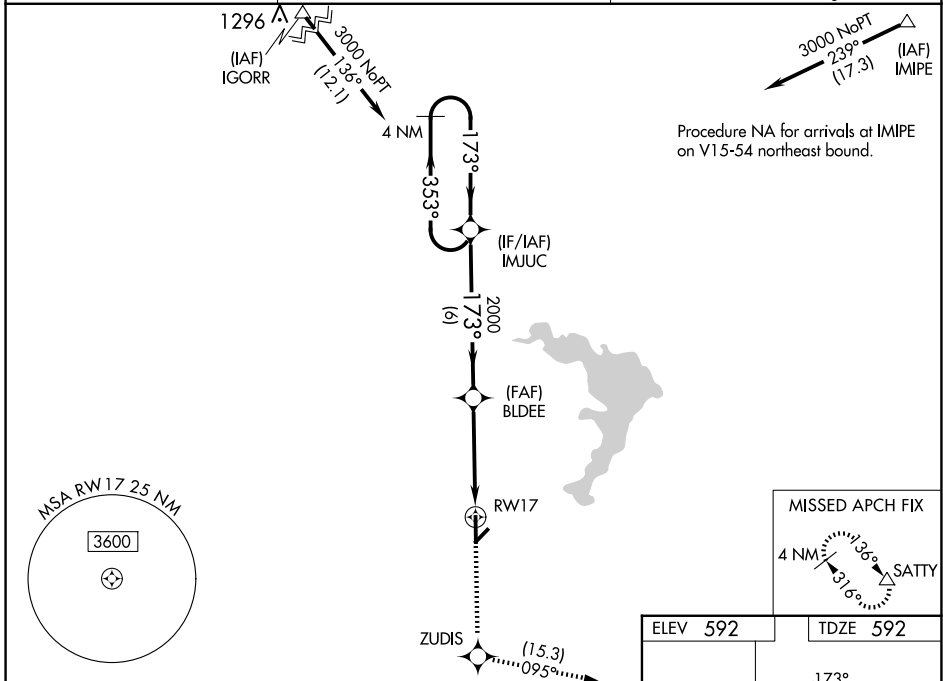 1296
(IAF)
IGORR
3000 NoPT
136°
(12.1)
3000 NoPT
239°
(17.3)
(IAF)
IMIPE
4 NM
173°
353°
Procedure NA for arrivals at IMIPE
on V15-54 northeast bound.
(IF/IAF)
IMJUC
2000
173°
(6)
(FAF)
BLDEE
RW17
MSA RW17 25 NM
3600
MISSED APCH FIX
4 NM
136°
316°
SATTY
ZUDIS
(15.3)
095°
ELEV 592
TDZE 592
173°